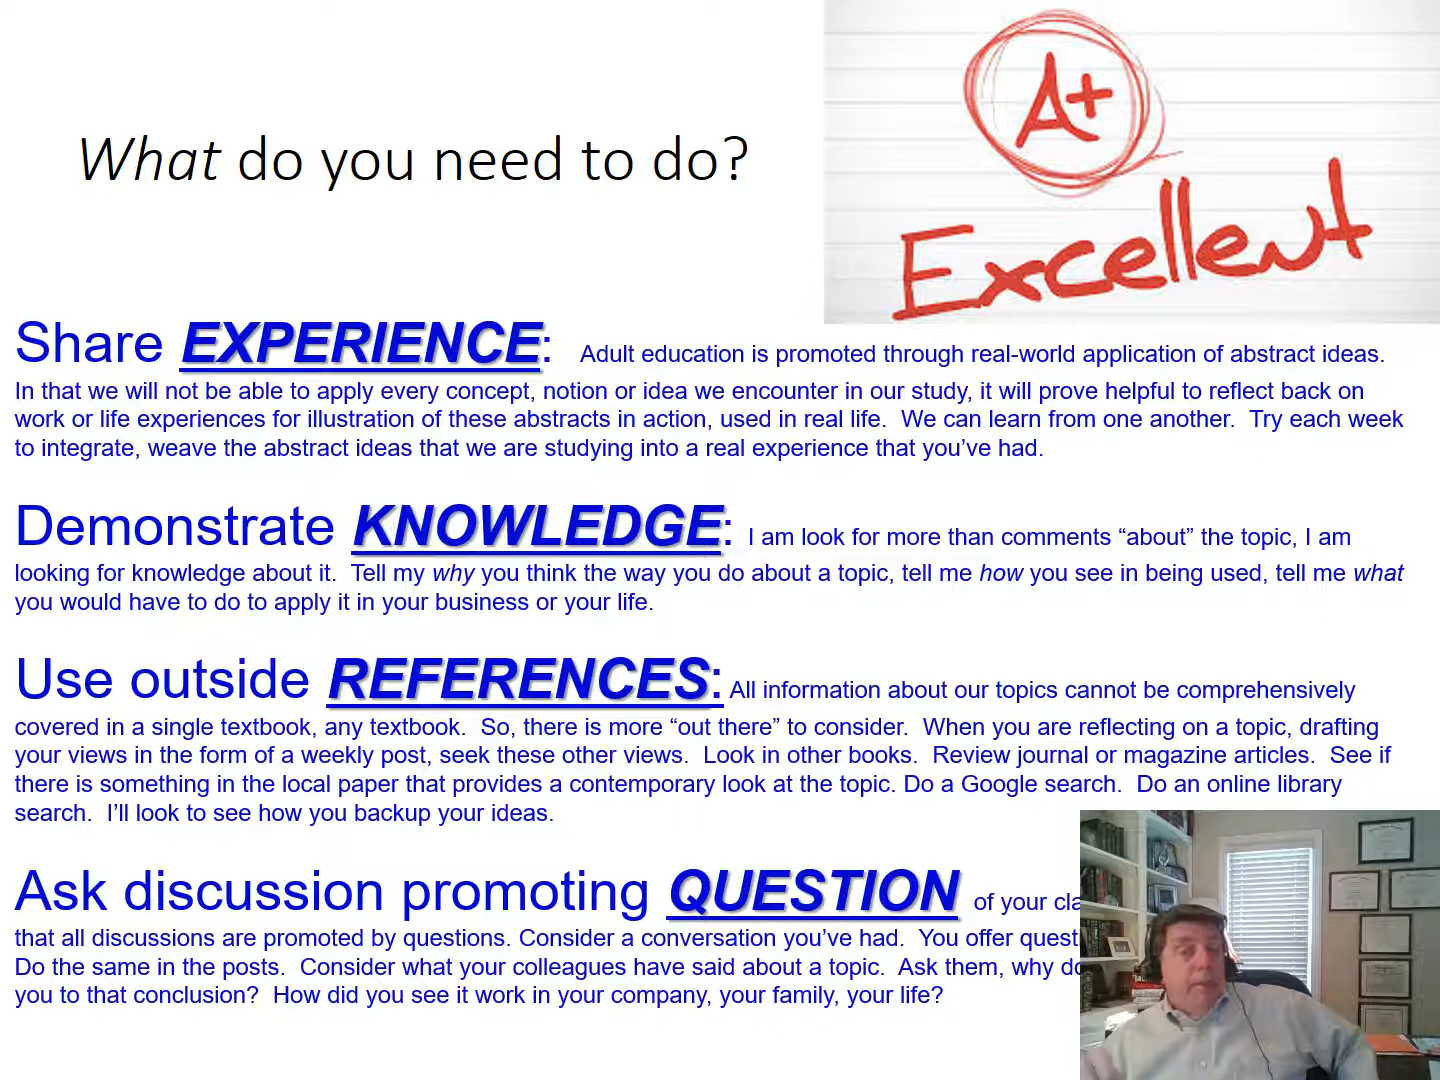 What do you need to do?
A+
Excellent
Share EXPERIENCE: Adult education is promoted through real-world application of abstract ideas.
In that we will not be able to apply every concept, notion or idea we encounter in our study, it will prove helpful to reflect back on
work or life experiences for illustration of these abstracts in action, used in real life. We can learn from one another. Try each week
to integrate, weave the abstract ideas that we are studying into a real experience that you’ve had.
Demonstrate KNOWLEDGE: I am look for more than comments “about” the topic, I am
looking for knowledge about it. Tell my why you think the way you do about a topic, tell me how you see in being used, tell me what
you would have to do to apply it in your business or your life.
Use outside REFERENCES: All information about our topics cannot be comprehensively
covered in a single textbook, any textbook. So, there is more “out there” to consider. When you are reflecting on a topic, drafting
your views in the form of a weekly post, seek these other views. Look in other books. Review journal or magazine articles. See if
there is something in the local paper that provides a contemporary look at the topic. Do a Google search. Do an online library
search. I’ll look to see how you backup your ideas.
Ask discussion promoting QUESTION of your
that all discussions are promoted by questions. Consider a conversation you’ve had. You offer
Do the same in the posts. Consider what your colleagues have said about a topic. Ask them, why
you to that conclusion? How did you see it work in your company, your family, your life?